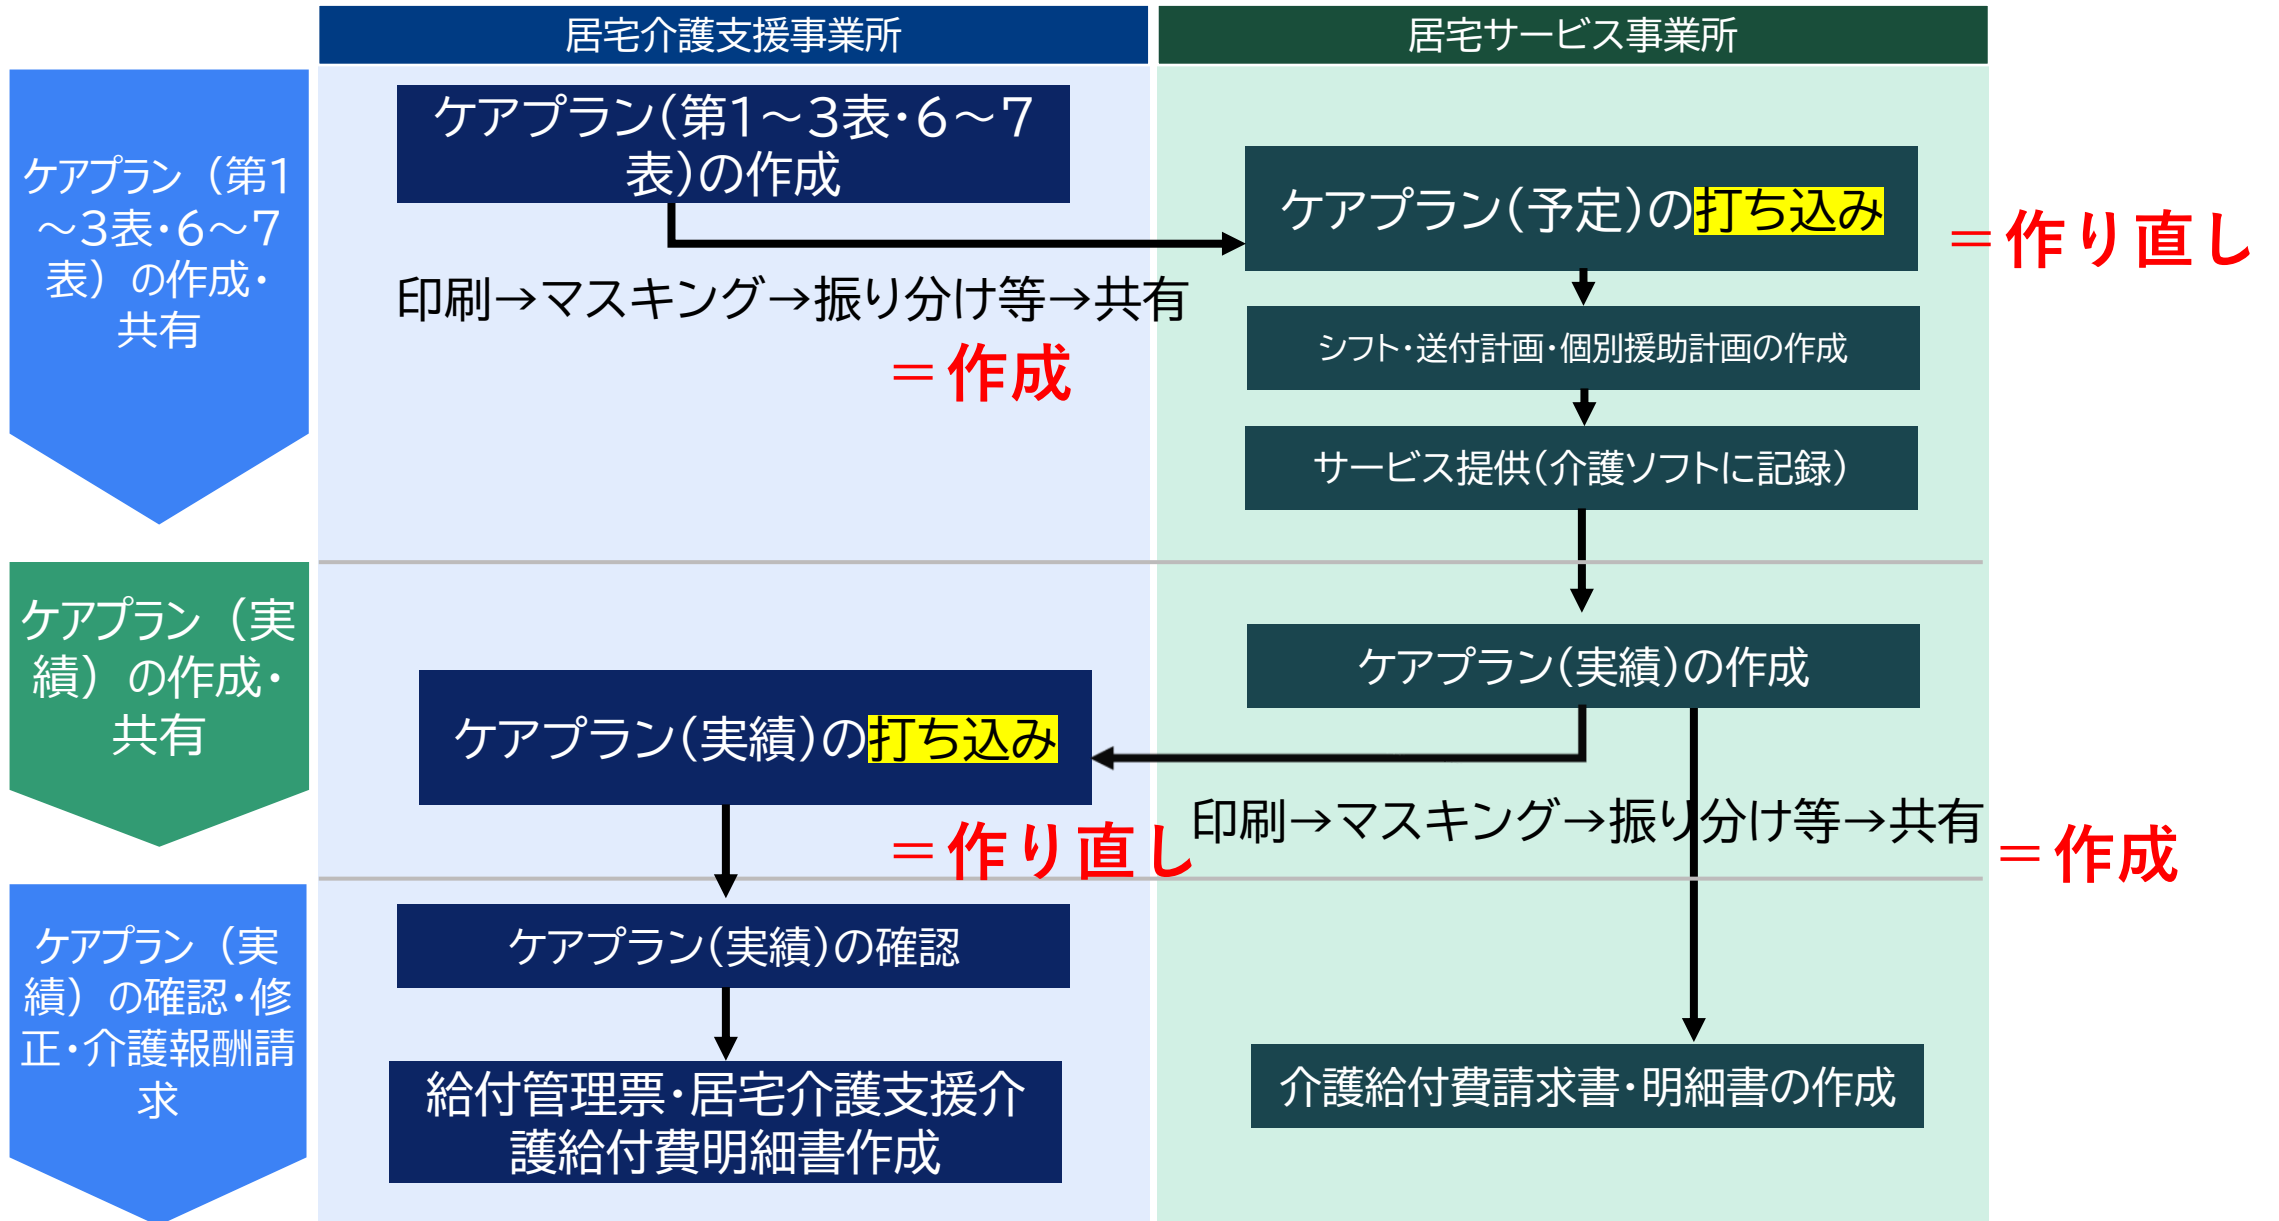 居宅介護支援事業所
居宅サービス事業所
ケアプラン（第1
～3表・6～7
表）の作成・
共有
ケアプラン（第1～3表・6～7
表）の作成
印刷→マスキング→振り分け等→共有
＝作成
ケアプラン（予定）の打ち込み
＝作り直し
シフト・送付計画・個別援助計画の作成
サービス提供（介護ソフトに記録）
ケアプラン（実
績）の作成・
共有
ケアプラン（実績）の作成
ケアプラン（実績）の打ち込み
＝作り直し
印刷→マスキング→振り分け等→共有
＝作成
ケアプラン（実
績）の確認・修
正・介護報酬請
求
ケアプラン（実績）の確認
給付管理票・居宅介護支援介
護給付費明細書作成
介護給付費請求書・明細書の作成